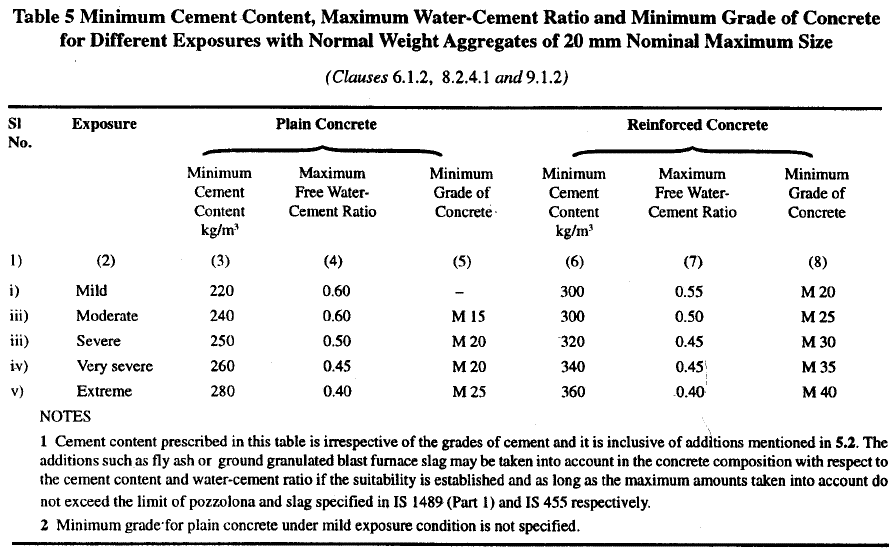 Table 5 Minimum Cement Content, Maximum Water-Cement Ratio and Minimum Grade of Concrete
for Different Exposures with Normal Weight Aggregates of 20 mm Nominal Maximum Size
(Clauses 6.1.2, 8.2.4.1 and 9.1.2)
Sl No. Exposure Plain Concrete Reinforced Concrete
Minimum Cement Content kg/m³ Maximum Free Water-Cement Ratio Minimum Grade of Concrete Minimum Cement Content kg/m³ Maximum Free Water-Cement Ratio Minimum Grade of Concrete
1) (2) (3) (4) (5) (6) (7) (8)
i) Mild 220 0.60 – 300 0.55 M 20
iii) Moderate 240 0.60 M 15 300 0.50 M 25
iii) Severe 250 0.50 M 20 320 0.45 M 30
iv) Very severe 260 0.45 M 20 340 0.45 M 35
v) Extreme 280 0.40 M 25 360 0.40 M 40
NOTES
1 Cement content prescribed in this table is irrespective of the grades of cement and it is inclusive of additions mentioned in 5.2. The
additions such as fly ash or ground granulated blast furnace slag may be taken into account in the concrete composition with respect to
the cement content and water-cement ratio if the suitability is established and as long as the maximum amounts taken into account do
not exceed the limit of pozzolona and slag specified in IS 1489 (Part 1) and IS 455 respectively.
2 Minimum grade for plain concrete under mild exposure condition is not specified.